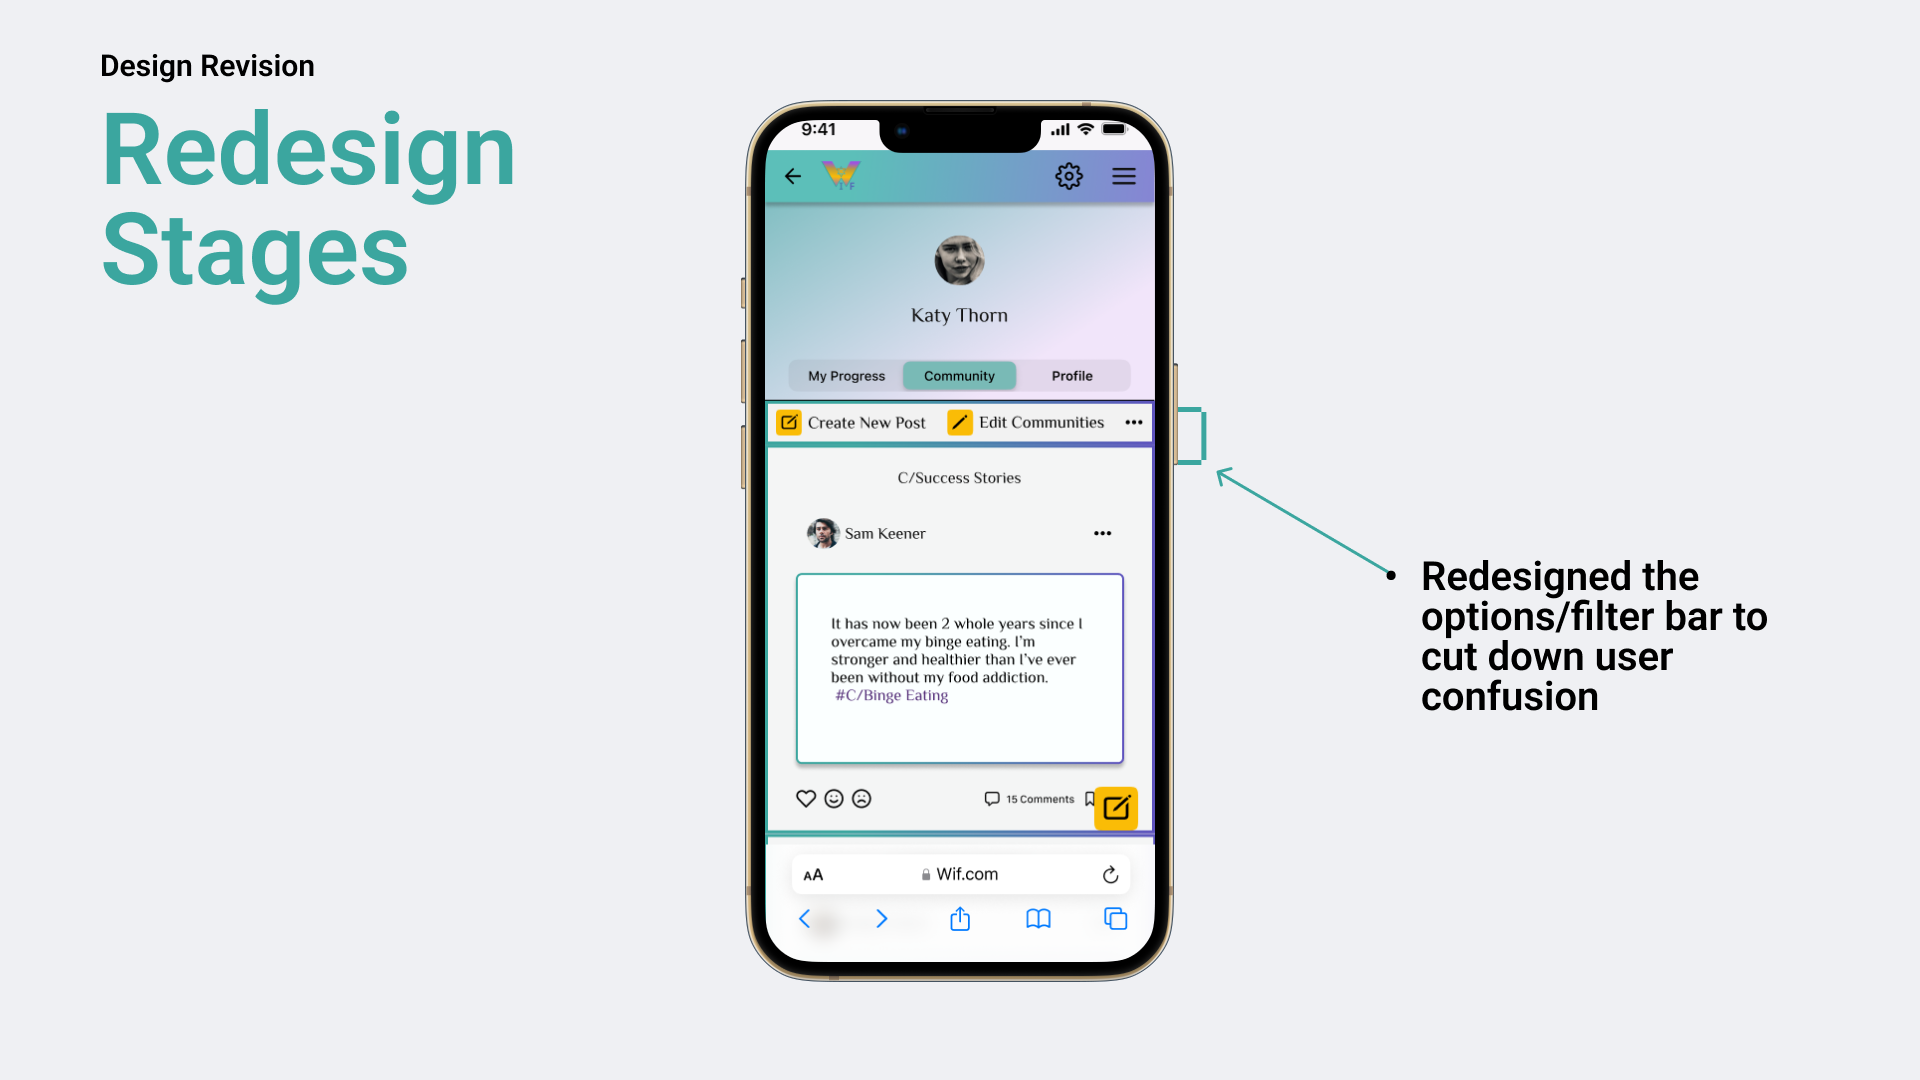 Design Revision
Redesign
Stages
9:41
W
I F
Katy Thorn
My Progress
Community
Profile
Create New Post
Edit Communities
C/Success Stories
Sam Keener
It has now been 2 whole years since I
overcame my binge eating. I'm
stronger and healthier than I've ever
been without my food addiction.
#C/Binge Eating
15 Comments
AA
Wif.com
• Redesigned the
options/filter bar to
cut down user
confusion